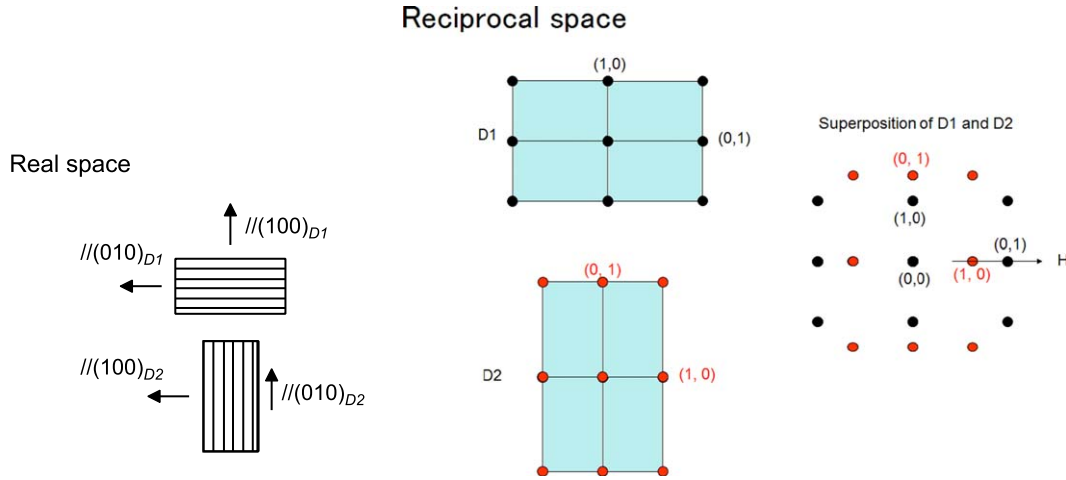 Reciprocal space
Real space
//(100)D1
//(010)D1
//(100)D2
//(010)D2
(1,0)
D1
(0,1)
(0, 1)
D2
(1, 0)
Superposition of D1 and D2
(0, 1)
(1,0)
(0,1)
H
(0,0)
(1, 0)